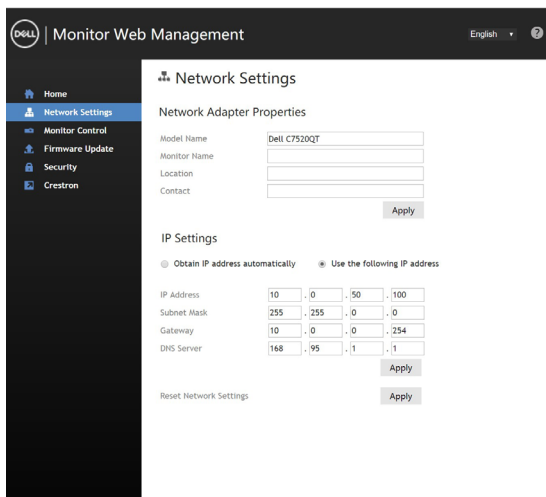 DELL | Monitor Web Management
English
?
Home
Network Settings
Monitor Control
Firmware Update
Security
Crestron
Network Settings
Network Adapter Properties
Model Name Dell C7520QT
Monitor Name
Location
Contact
Apply
IP Settings
Obtain IP address automatically Use the following IP address
IP Address 10 . 0 . 50 . 100
Subnet Mask 255 . 255 . 0 . 0
Gateway 10 . 0 . 0 . 254
DNS Server 168 . 95 . 1 . 1
Apply
Reset Network Settings Apply